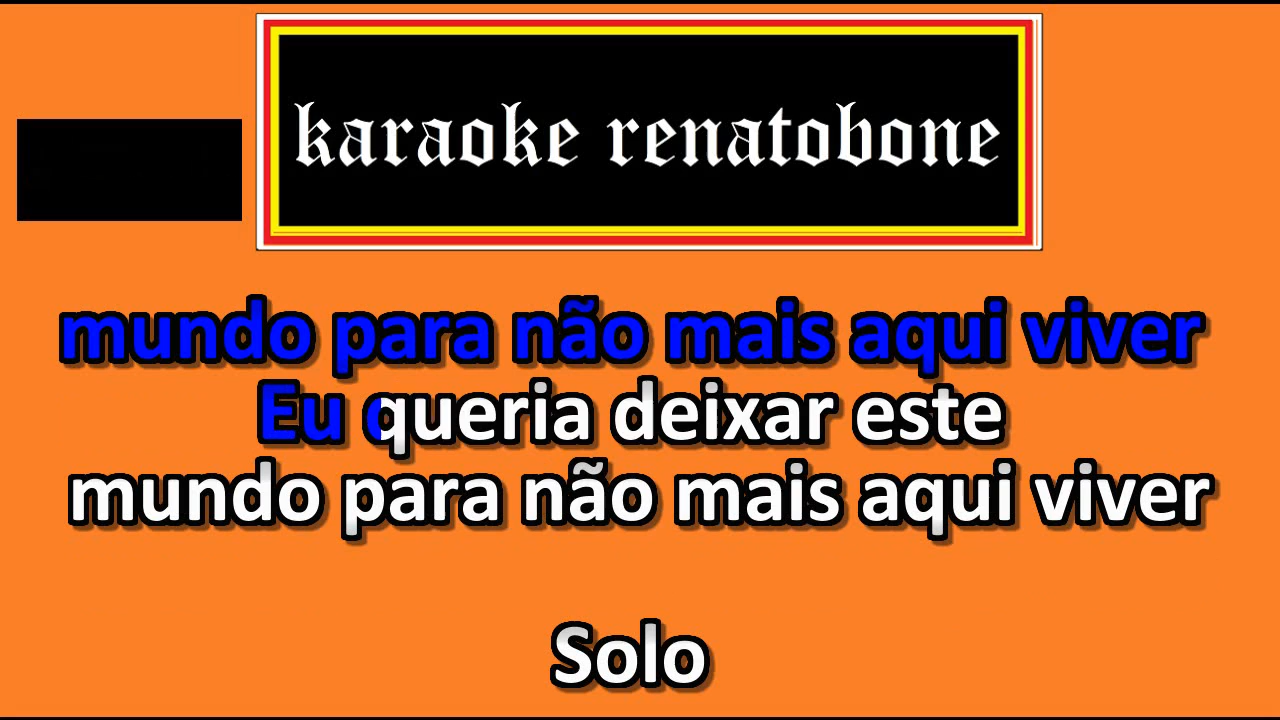 karaoke renatobone
mundo para não mais aqui viver
Eu queria deixar este
mundo para não mais aqui viver
Solo